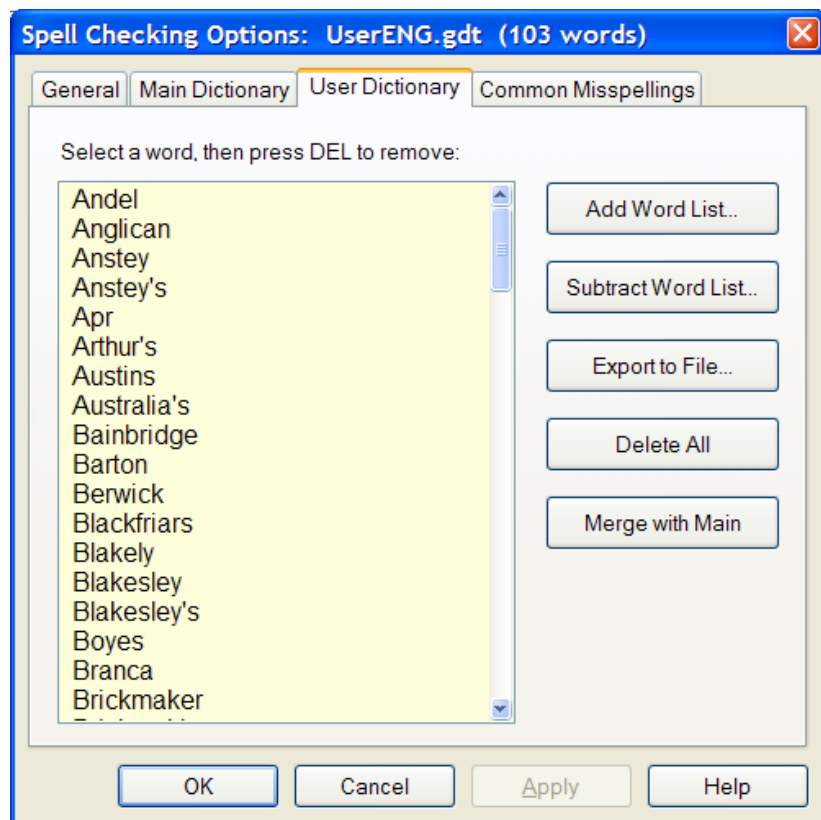 Spell Checking Options: UserENG.gdt (103 words)
General Main Dictionary User Dictionary Common Misspellings
Select a word, then press DEL to remove:
Andel
Anglican
Anstey
Anstey's
Apr
Arthur's
Austins
Australia's
Bainbridge
Barton
Berwick
Blackfriars
Blakely
Blakesley
Blakesley's
Boyes
Branca
Brickmaker
Add Word List...
Subtract Word List...
Export to File...
Delete All
Merge with Main
OK Cancel Apply Help